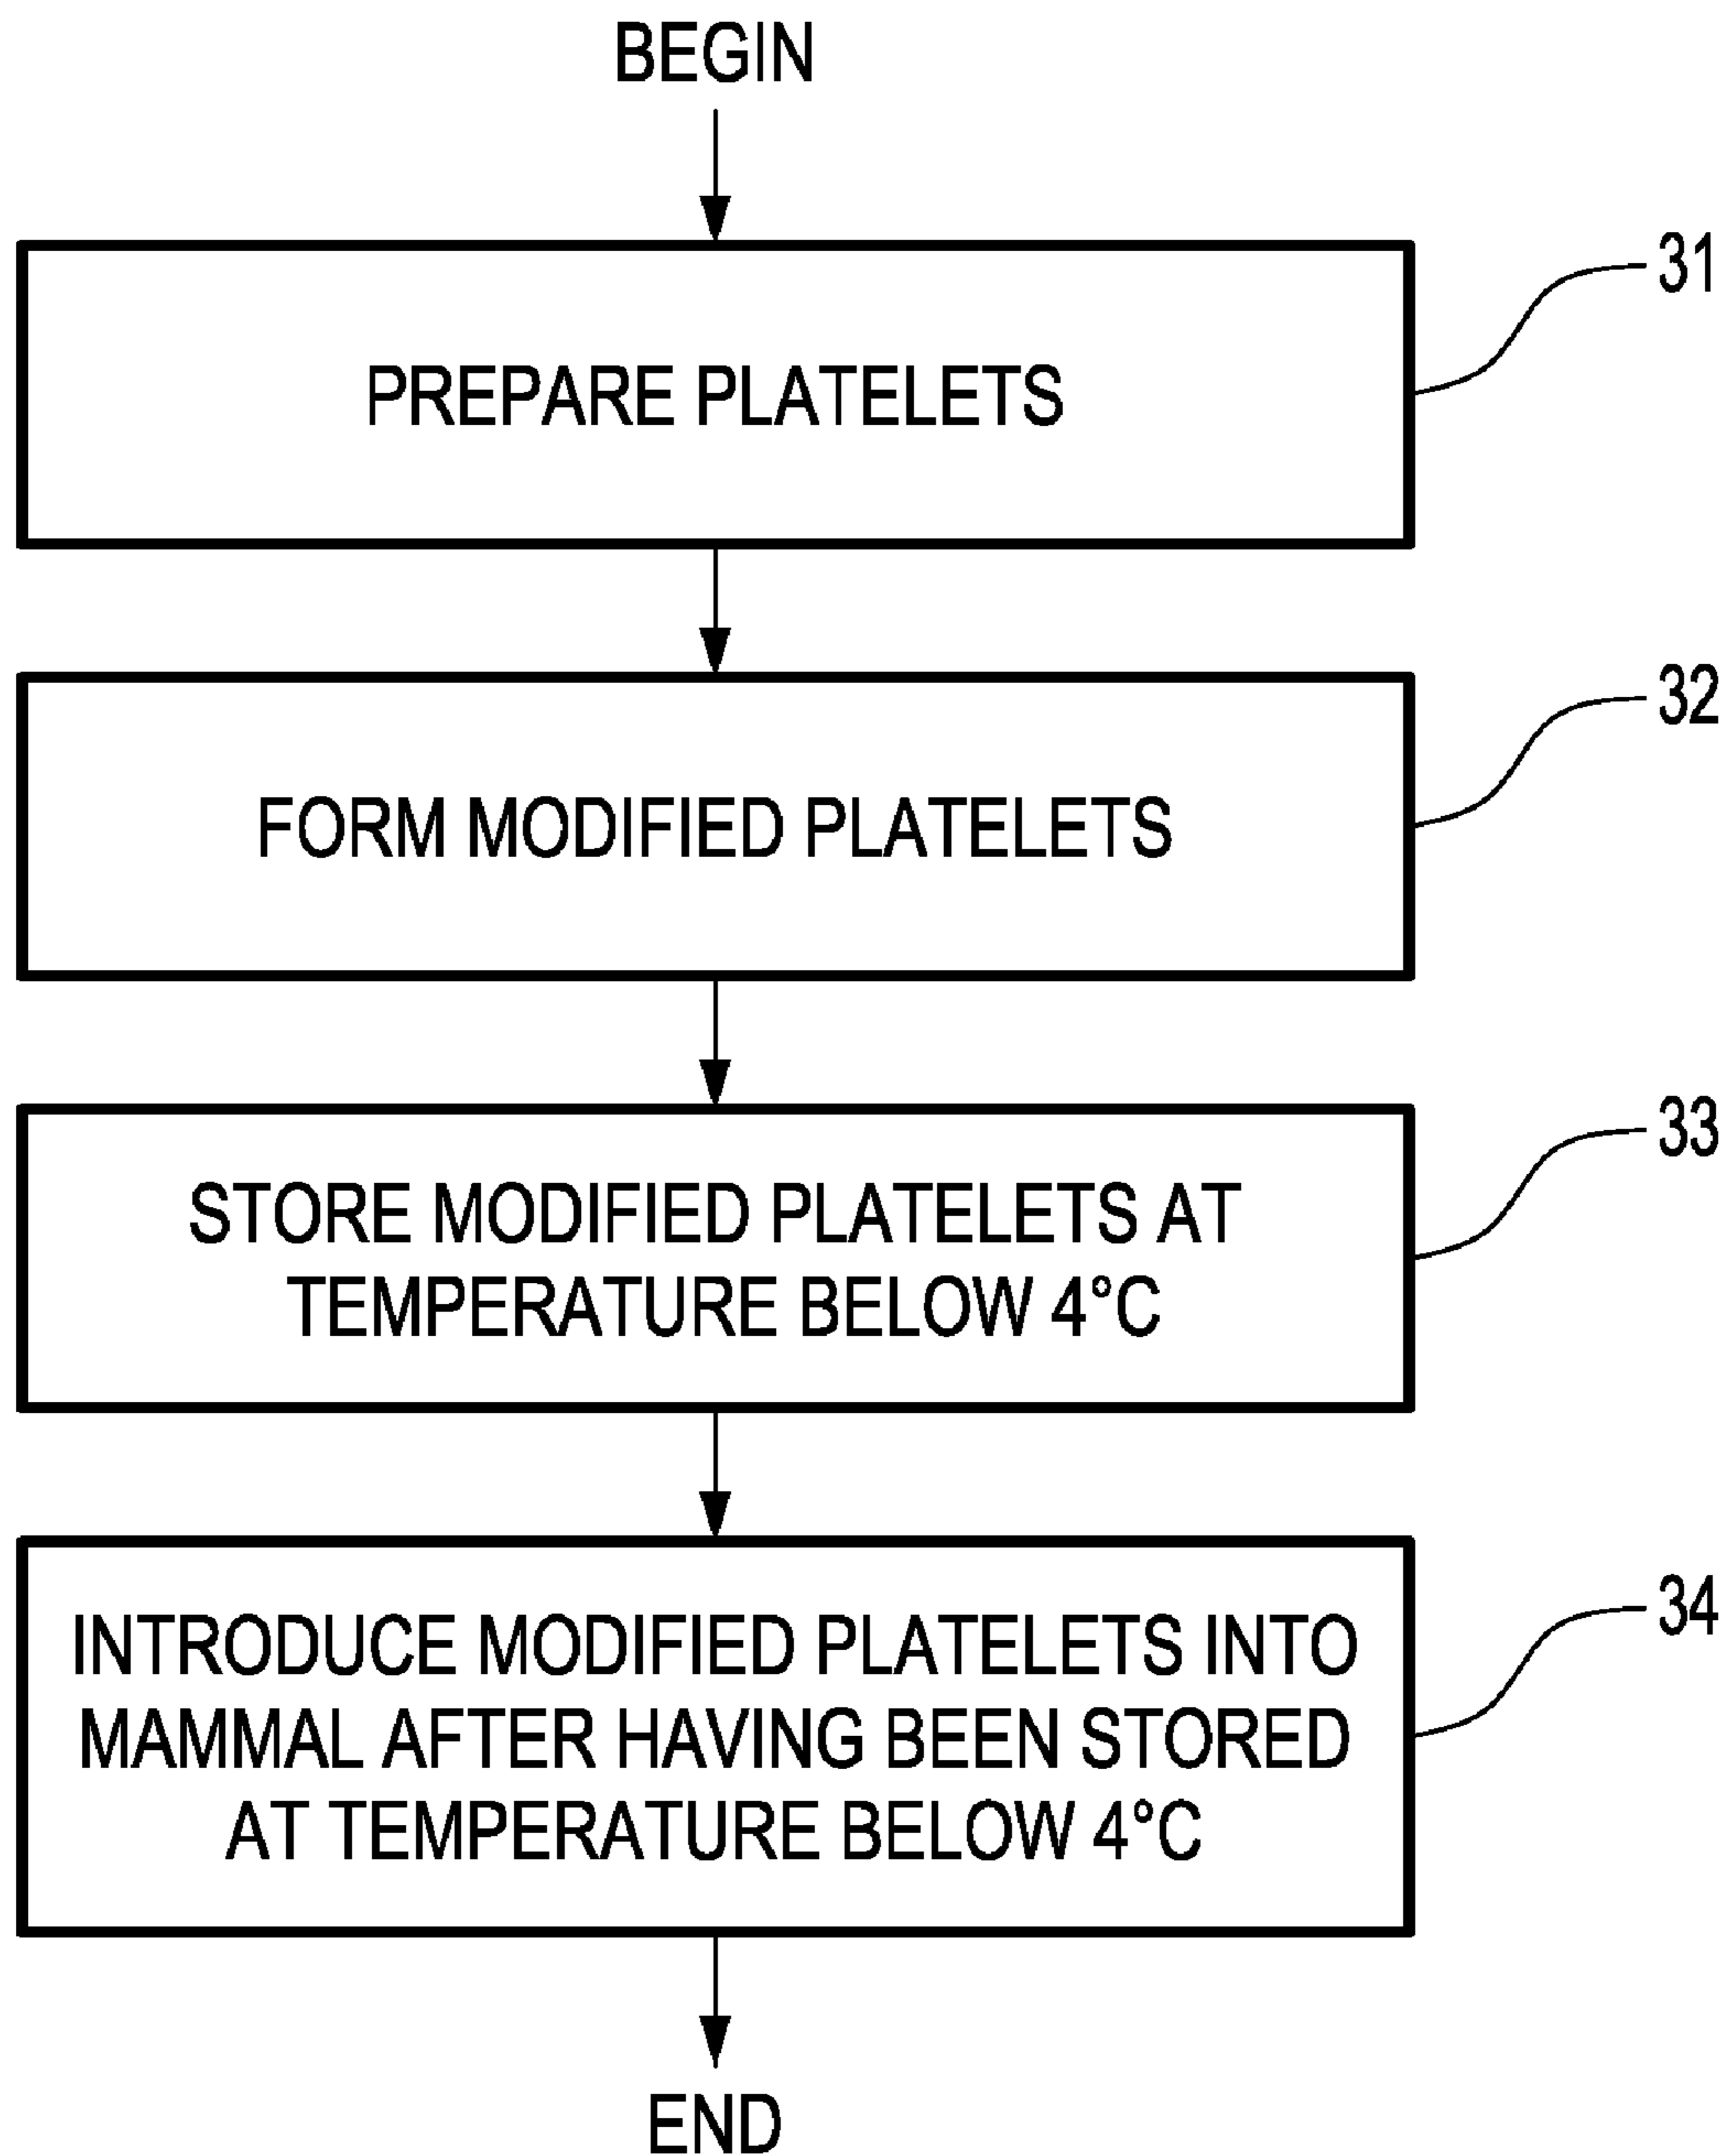 BEGIN
31
PREPARE PLATELETS
32
FORM MODIFIED PLATELETS
33
STORE MODIFIED PLATELETS AT
TEMPERATURE BELOW 4°C
34
INTRODUCE MODIFIED PLATELETS INTO
MAMMAL AFTER HAVING BEEN STORED
AT TEMPERATURE BELOW 4°C
END